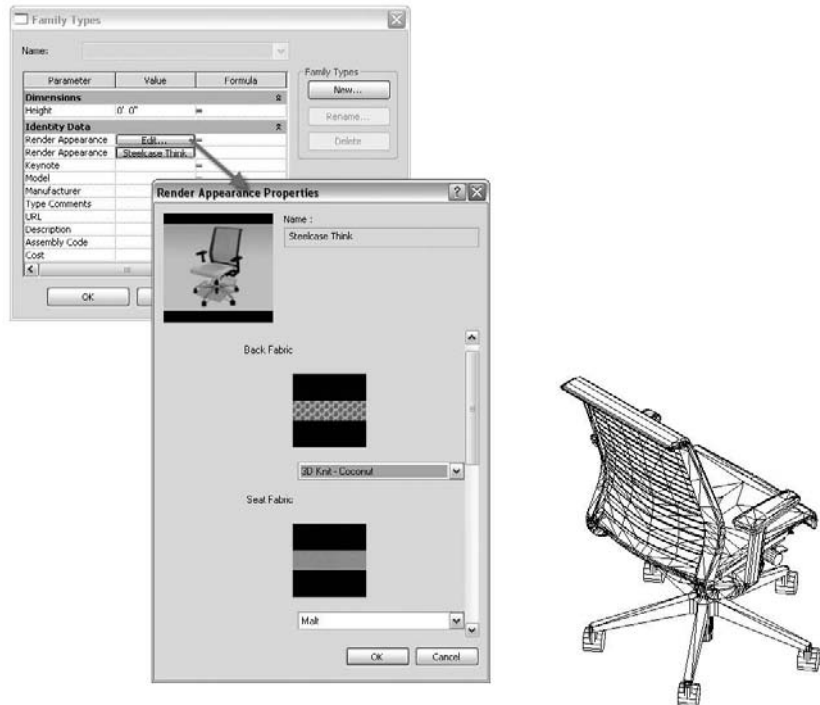 Family Types
Name:
Parameter Value Formula
Dimensions
Height 0' 0" =
Identity Data
Render Appearance Edit... =
Render Appearance Steelcase Think
Keynote =
Model =
Manufacturer
Type Comments
URL
Description
Assembly Code
Cost
OK
Family Types
New...
Rename...
Delete
Render Appearance Properties
Name :
Steelcase Think
Back Fabric
3D Knit - Coconut
Seat Fabric
Malt
OK Cancel